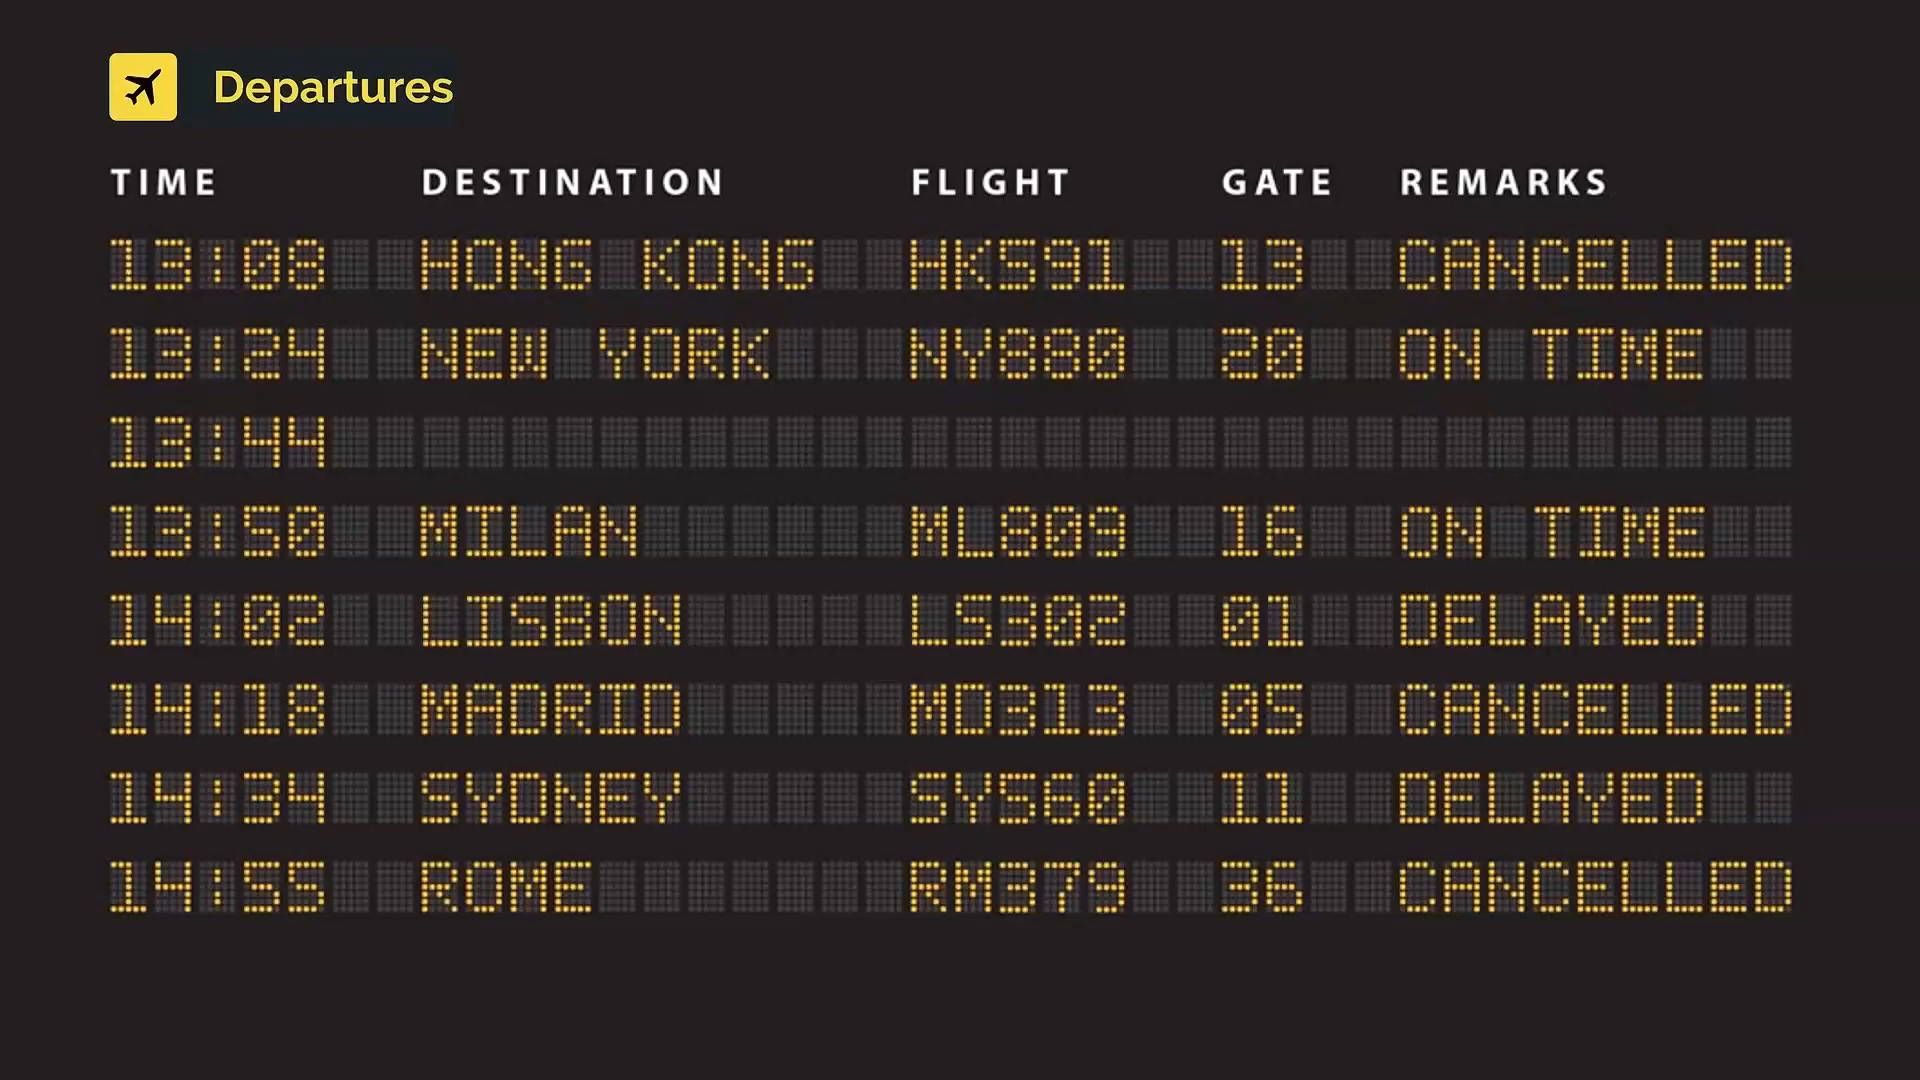 Departures
TIME DESTINATION FLIGHT GATE REMARKS
13:08 HONG KONG HK591 13 CANCELLED
13:24 NEW YORK NY880 20 ON TIME
13:44
13:50 MILAN ML809 16 ON TIME
14:02 LISBON LS302 01 DELAYED
14:18 MADRID MD313 05 CANCELLED
14:34 SYDNEY SY560 11 DELAYED
14:55 ROME RM379 36 CANCELLED